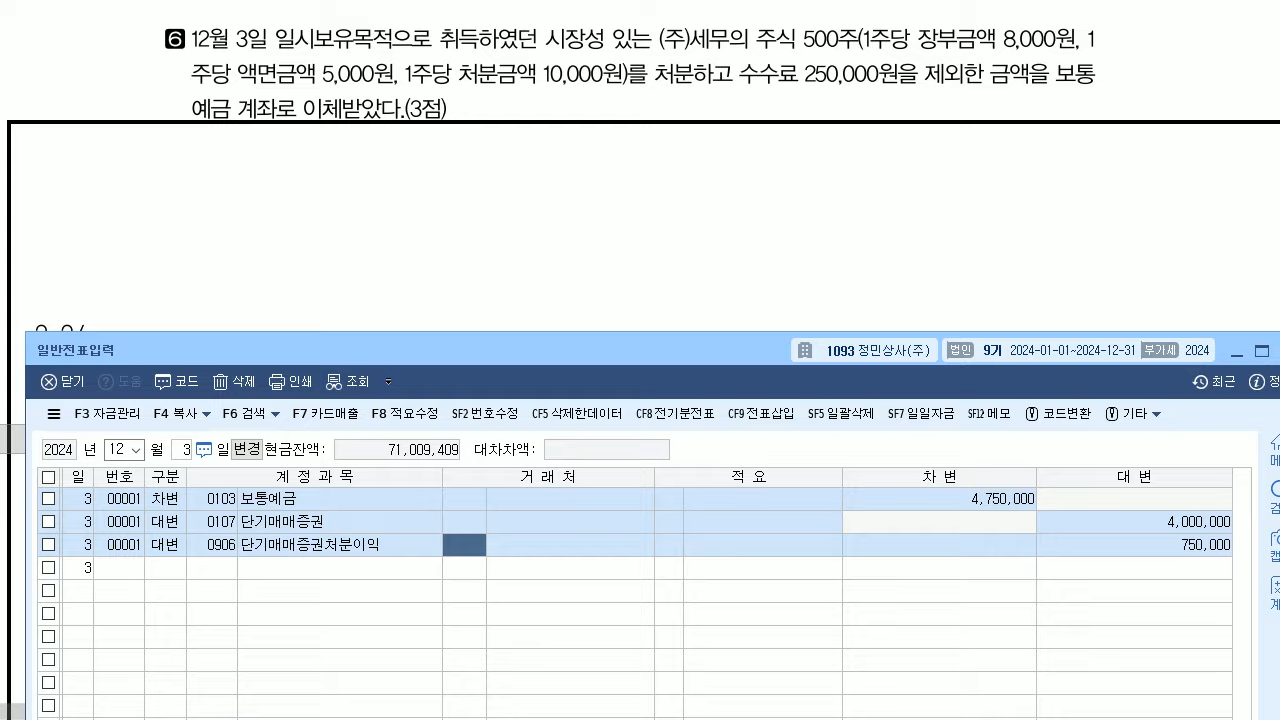 6 12월 3일 일시보유목적으로 취득하였던 시장성 있는 (주)세무의 주식 500주(1주당 장부금액 8,000원, 1
주당 액면금액 5,000원, 1주당 처분금액 10,000원)를 처분하고 수수료 250,000원을 제외한 금액을 보통
예금 계좌로 이체받았다.(3점)
일반전표입력 1093 정민상사(주) 법인 9기 2024-01-01~2024-12-31 부가세 2024
닫기 도움 코드 삭제 인쇄 조회 최근
F3 자금관리 F4 복사 F6 검색 F7 카드매출 F8 적요수정 SF2 번호수정 CF5 삭제한데이터 CF8 전기분전표 CF9 전표삽입 SF5 일괄삭제 SF7 일일자금 SF12 메모 코드변환 기타
2024 년 12 월 3 일 변경 현금잔액: 71,009,409 대차차액:
일 번호 구분 계 정 과 목 거 래 처 적 요 차 변 대 변
3 00001 차변 0103 보통예금 4,750,000
3 00001 대변 0107 단기매매증권 4,000,000
3 00001 대변 0906 단기매매증권처분이익 750,000
3